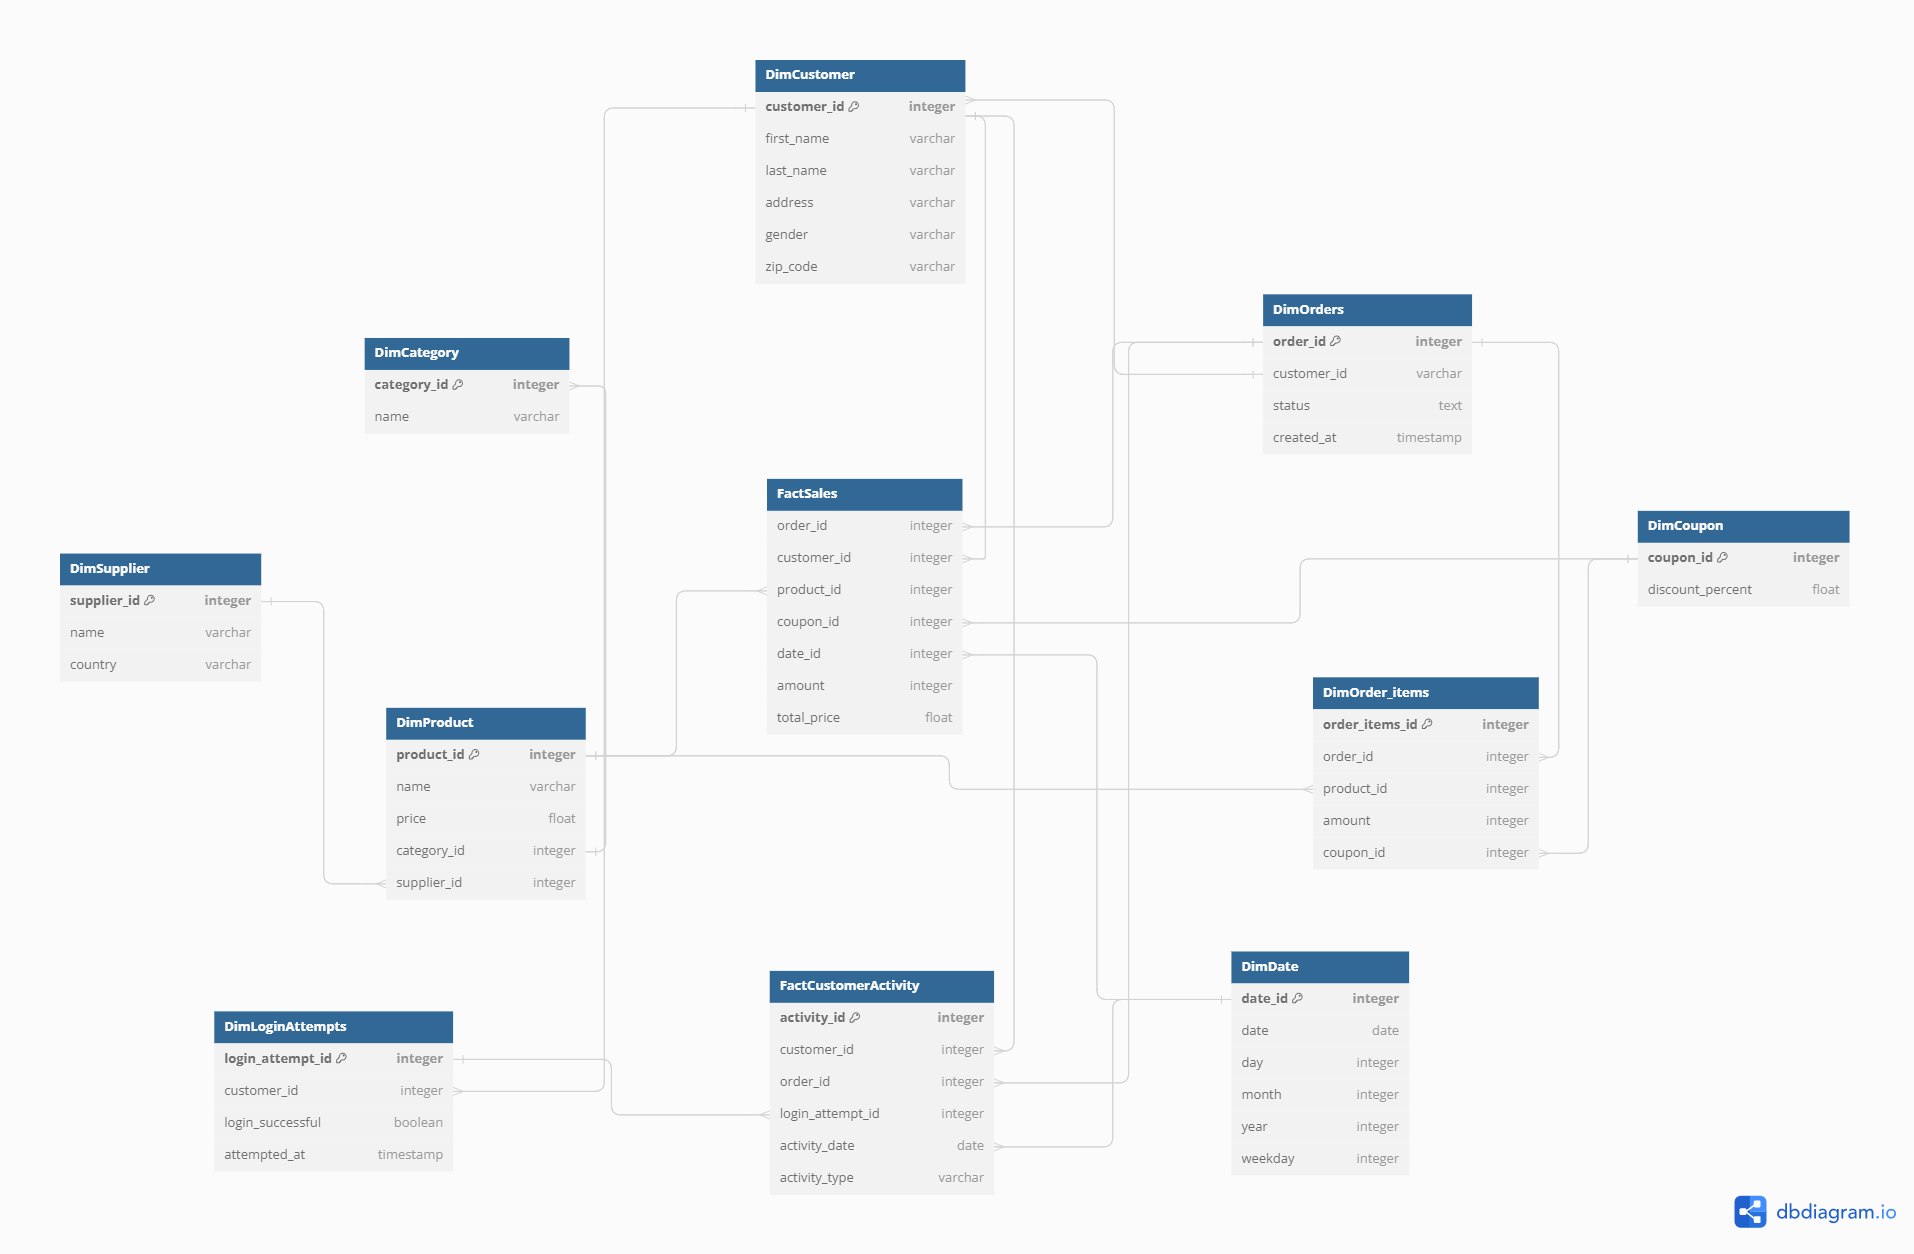 DimCustomer
customer_id integer
first_name varchar
last_name varchar
address varchar
gender varchar
zip_code varchar
DimOrders
order_id integer
customer_id varchar
status text
created_at timestamp
DimCategory
category_id integer
name varchar
FactSales
order_id integer
customer_id integer
product_id integer
coupon_id integer
date_id integer
amount integer
total_price float
DimCoupon
coupon_id integer
discount_percent float
DimSupplier
supplier_id integer
name varchar
country varchar
DimOrder_items
order_items_id integer
order_id integer
product_id integer
amount integer
coupon_id integer
DimProduct
product_id integer
name varchar
price float
category_id integer
supplier_id integer
DimDate
date_id integer
date date
day integer
month integer
year integer
weekday integer
FactCustomerActivity
activity_id integer
customer_id integer
order_id integer
login_attempt_id integer
activity_date date
activity_type varchar
DimLoginAttempts
login_attempt_id integer
customer_id integer
login_successful boolean
attempted_at timestamp
dbdiagram.io